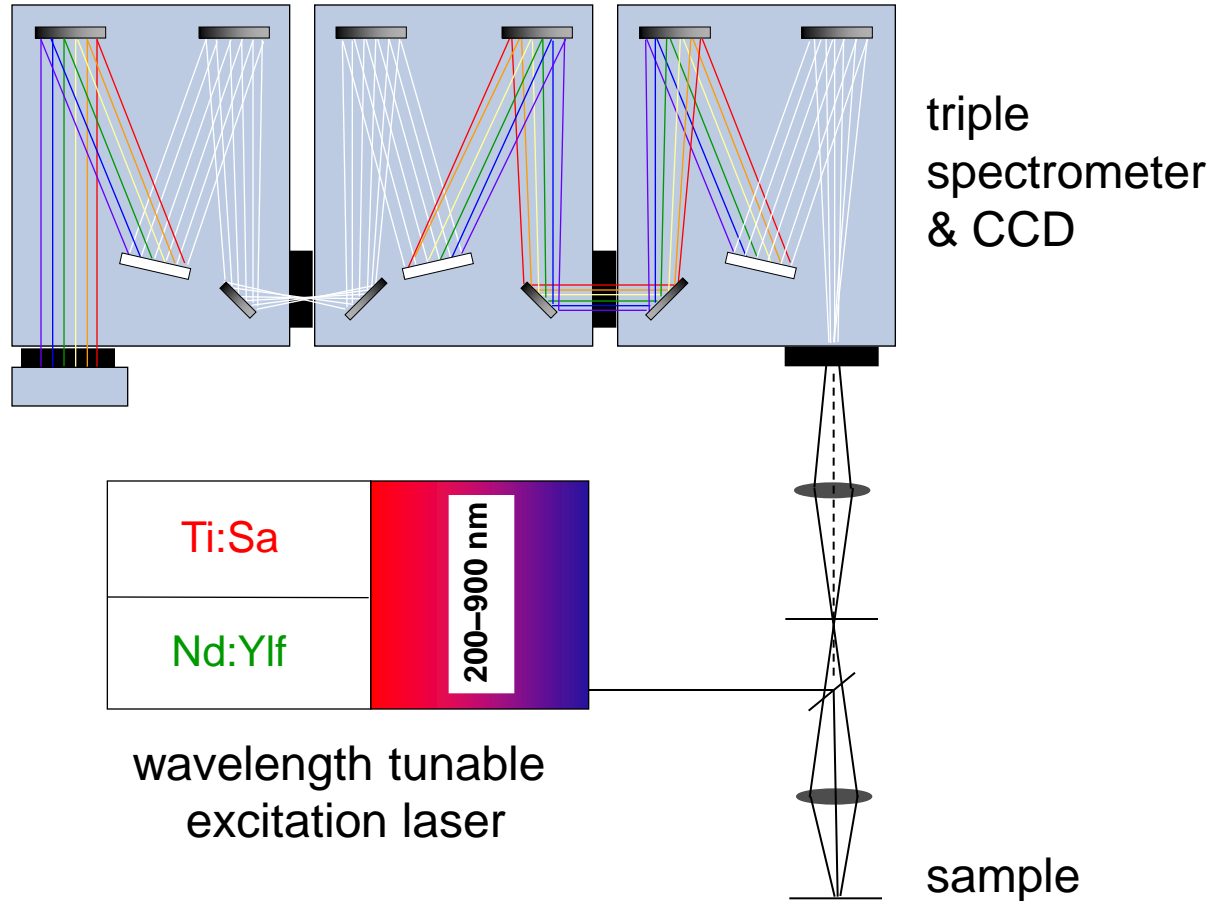 triple
spectrometer
& CCD
Ti:Sa
Nd:Ylf
200–900 nm
wavelength tunable
excitation laser
sample